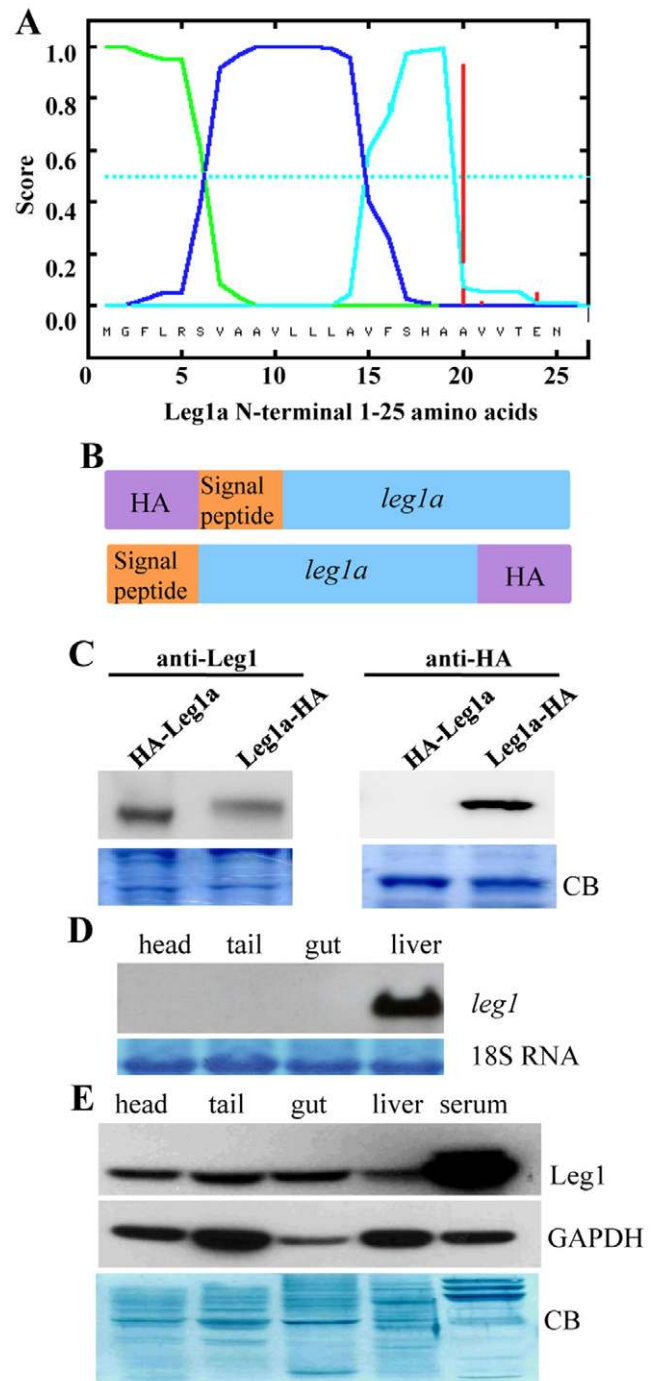 A
1.0
0.8
0.6
0.4
0.2
0.0
Score
M G F L R S V A A V L L L A V F S H A A V V T E N
0 5 10 15 20 25
Leg1a N-terminal 1-25 amino acids
B
HA Signal peptide leg1a
Signal peptide leg1a HA
C
anti-Leg1 anti-HA
HA-Leg1a Leg1a-HA HA-Leg1a Leg1a-HA
CB
D
head tail gut liver
leg1
18S RNA
E
head tail gut liver serum
Leg1
GAPDH
CB